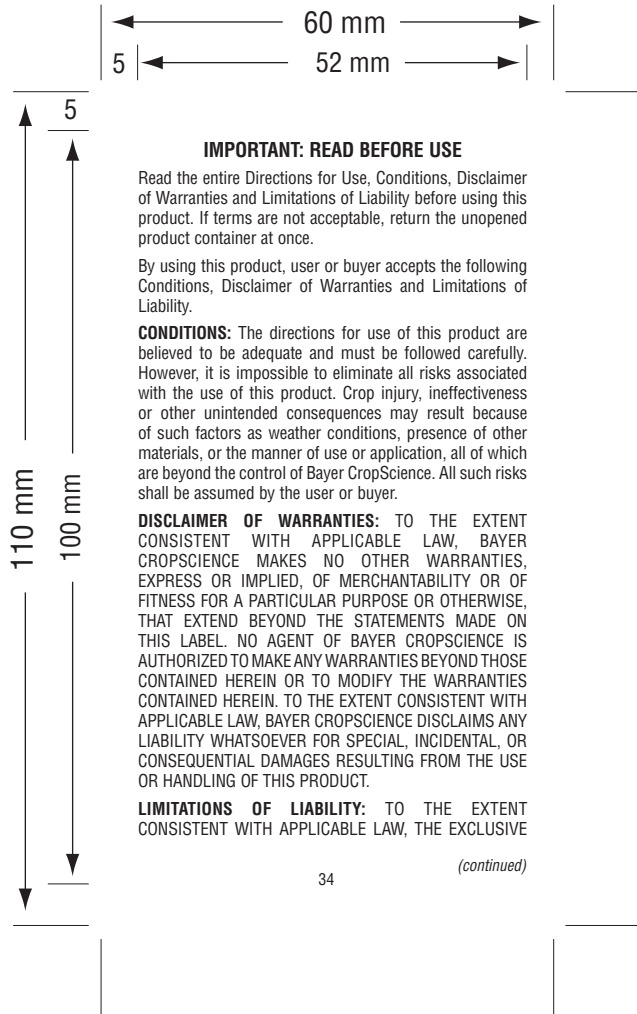 60 mm
5
52 mm
5
110 mm
100 mm
IMPORTANT: READ BEFORE USE
Read the entire Directions for Use, Conditions, Disclaimer
of Warranties and Limitations of Liability before using this
product. If terms are not acceptable, return the unopened
product container at once.
By using this product, user or buyer accepts the following
Conditions, Disclaimer of Warranties and Limitations of
Liability.
CONDITIONS: The directions for use of this product are
believed to be adequate and must be followed carefully.
However, it is impossible to eliminate all risks associated
with the use of this product. Crop injury, ineffectiveness
or other unintended consequences may result because
of such factors as weather conditions, presence of other
materials, or the manner of use or application, all of which
are beyond the control of Bayer CropScience. All such risks
shall be assumed by the user or buyer.
DISCLAIMER OF WARRANTIES: TO THE EXTENT
CONSISTENT WITH APPLICABLE LAW, BAYER
CROPSCIENCE MAKES NO OTHER WARRANTIES,
EXPRESS OR IMPLIED, OF MERCHANTABILITY OR OF
FITNESS FOR A PARTICULAR PURPOSE OR OTHERWISE,
THAT EXTEND BEYOND THE STATEMENTS MADE ON
THIS LABEL. NO AGENT OF BAYER CROPSCIENCE IS
AUTHORIZED TO MAKE ANY WARRANTIES BEYOND THOSE
CONTAINED HEREIN OR TO MODIFY THE WARRANTIES
CONTAINED HEREIN. TO THE EXTENT CONSISTENT WITH
APPLICABLE LAW, BAYER CROPSCIENCE DISCLAIMS ANY
LIABILITY WHATSOEVER FOR SPECIAL, INCIDENTAL, OR
CONSEQUENTIAL DAMAGES RESULTING FROM THE USE
OR HANDLING OF THIS PRODUCT.
LIMITATIONS OF LIABILITY: TO THE EXTENT
CONSISTENT WITH APPLICABLE LAW, THE EXCLUSIVE
(continued)
34